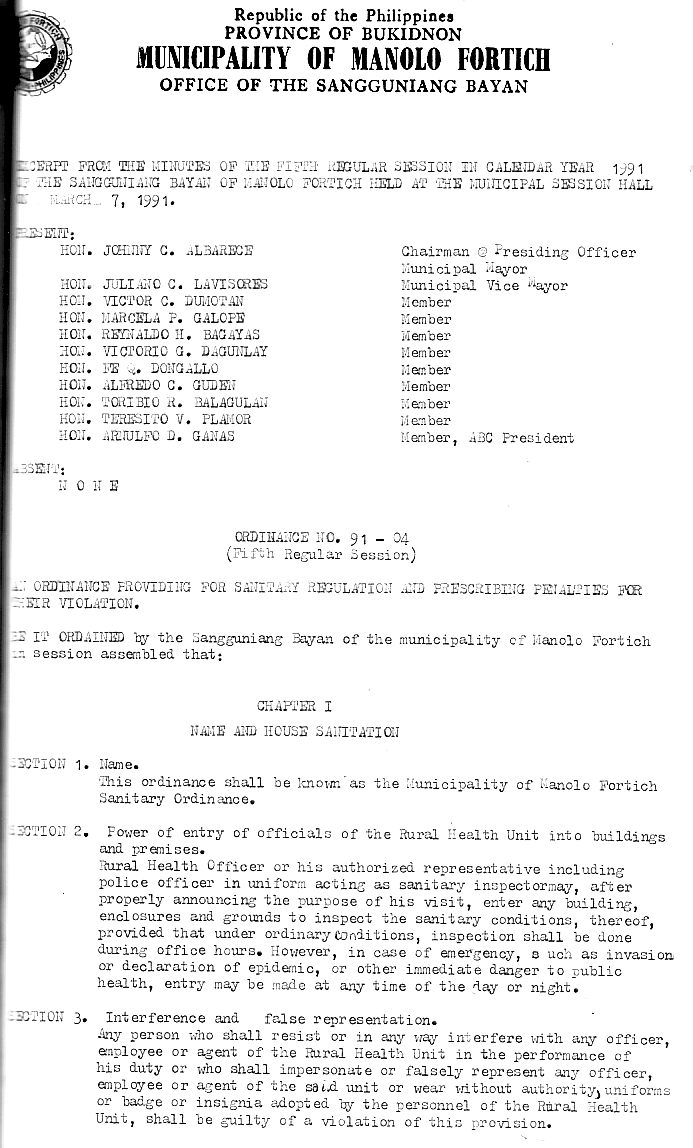 Republic of the Philippines
PROVINCE OF BUKIDNON
MUNICIPALITY OF MANOLO FORTICH
OFFICE OF THE SANGGUNIANG BAYAN
EXCERPT FROM THE MINUTES OF THE FIFTH REGULAR SESSION IN CALENDAR YEAR 1991
OF THE SANGGUNIANG BAYAN OF MANOLO FORTICH HELD AT THE MUNICIPAL SESSION HALL
ON MARCH 7, 1991.
PRESENT:
HON. JOHNNY C. ALBARECE Chairman @ Presiding Officer
Municipal Mayor
HON. JULIANO C. LAVISORES Municipal Vice Mayor
HON. VICTOR C. DUMOTAN Member
HON. MARCELA P. GALOPE Member
HON. REYNALDO H. BAGAYAS Member
HON. VICTORIO G. DAGUNLAY Member
HON. FE Q. DONGALLO Member
HON. ALFREDO C. GUDEN Member
HON. TORIBIO R. BALAGULAN Member
HON. TERESITO V. PLAMOR Member
HON. ARNULFO D. GANAS Member, ABC President
ABSENT:
N O N E
ORDINANCE NO. 91 - 04
(Fifth Regular Session)
AN ORDINANCE PROVIDING FOR SANITARY REGULATION AND PRESCRIBING PENALTIES FOR
THEIR VIOLATION.
BE IT ORDAINED by the Sangguniang Bayan of the municipality of Manolo Fortich
in session assembled that:
CHAPTER I
NAME AND HOUSE SANITATION
SECTION 1. Name.
This ordinance shall be known as the Municipality of Manolo Fortich
Sanitary Ordinance.
SECTION 2. Power of entry of officials of the Rural Health Unit into buildings
and premises.
Rural Health Officer or his authorized representative including
police officer in uniform acting as sanitary inspectormay, after
properly announcing the purpose of his visit, enter any building,
enclosures and grounds to inspect the sanitary conditions, thereof,
provided that under ordinary conditions, inspection shall be done
during office hours. However, in case of emergency, s uch as invasion
or declaration of epidemic, or other immediate danger to public
health, entry may be made at any time of the day or night.
SECTION 3. Interference and false representation.
Any person who shall resist or in any way interfere with any officer,
employee or agent of the Rural Health Unit in the performance of
his duty or who shall impersonate or falsely represent any officer,
employee or agent of the said unit or wear without authority, uniforms
or badge or insignia adopted by the personnel of the Rural Health
Unit, shall be guilty of a violation of this provision.